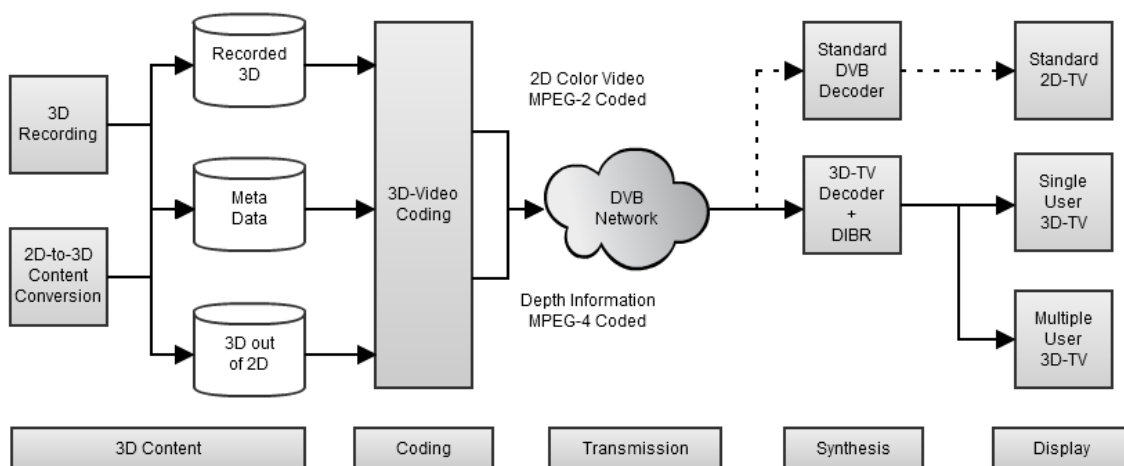 3D
Recording
2D-to-3D
Content
Conversion
Recorded
3D
Meta
Data
3D out
of 2D
3D-Video
Coding
2D Color Video
MPEG-2 Coded
DVB
Network
Depth Information
MPEG-4 Coded
Standard
DVB
Decoder
3D-TV
Decoder
+
DIBR
Standard
2D-TV
Single
User
3D-TV
Multiple
User
3D-TV
3D Content
Coding
Transmission
Synthesis
Display